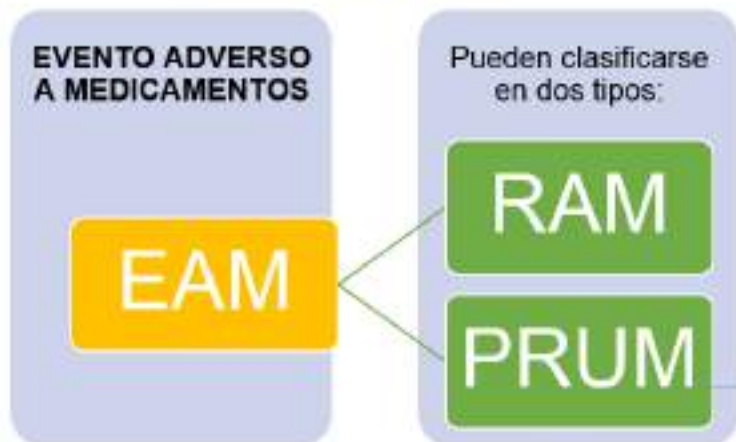 EVENTO ADVERSO
A MEDICAMENTOS
EAM
Pueden clasificarse
en dos tipos:
RAM
PRUM